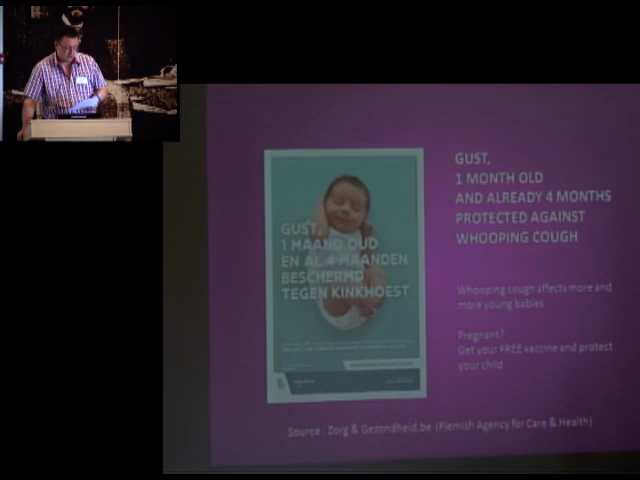 GUST,
1 MAAND OUD
EN AL 4 MAANDEN
BESCHERMD
TEGEN KINKHOEST
GUST,
1 MONTH OLD
AND ALREADY 4 MONTHS
PROTECTED AGAINST
WHOOPING COUGH
Whooping cough affects more and
more young babies
Pregnant?
Get your FREE vaccine and protect
your child
Source : Zorg & Gezondheid.be (Flemish Agency for Care & Health)